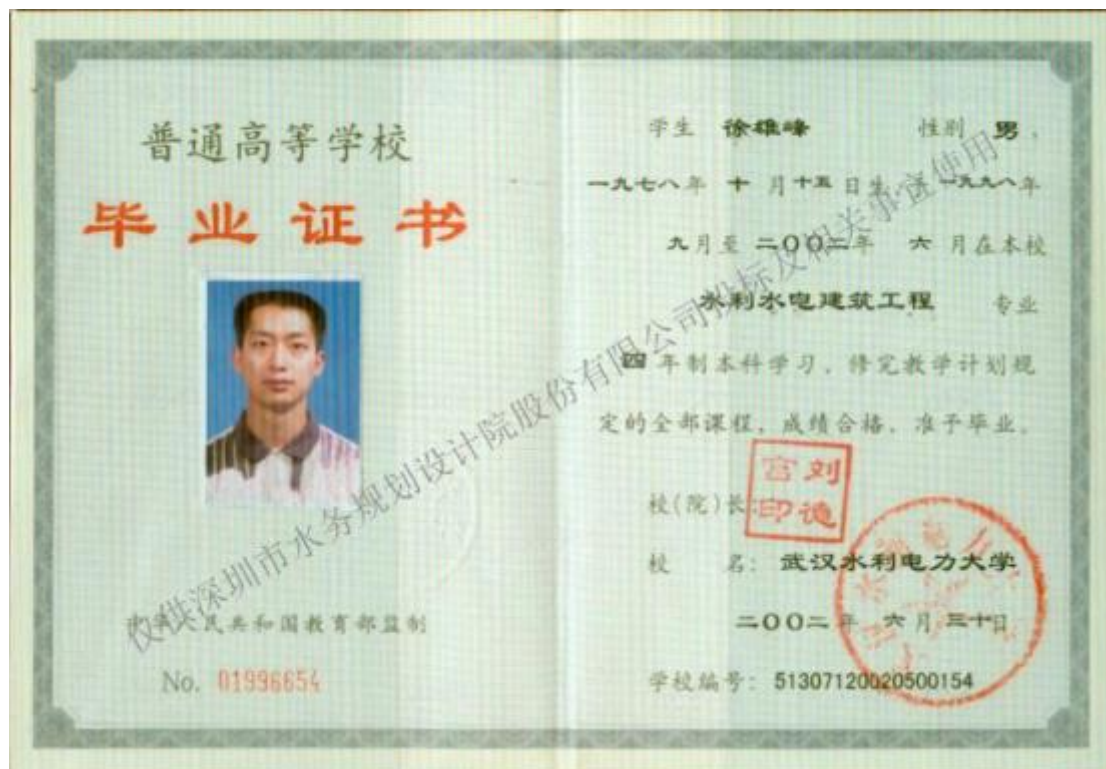 普通高等学校
毕业证书
中华人民共和国教育部监制
No. 01996654
学生 徐雄峰 性别 男，
一九七八年 十 月十五 日生，一九九八年
九月至 二〇〇二年 六 月在本校
水利水电建筑工程 专业
四 年制本科学习，修完教学计划规
定的全部课程，成绩合格，准予毕业。
校(院)长：
刘德
官印
校 名：武汉水利电力大学
二〇〇二 年 六 月 三十日
学校编号：51307120020500154
仅供深圳市水务规划设计院股份有限公司投标及相关事宜使用